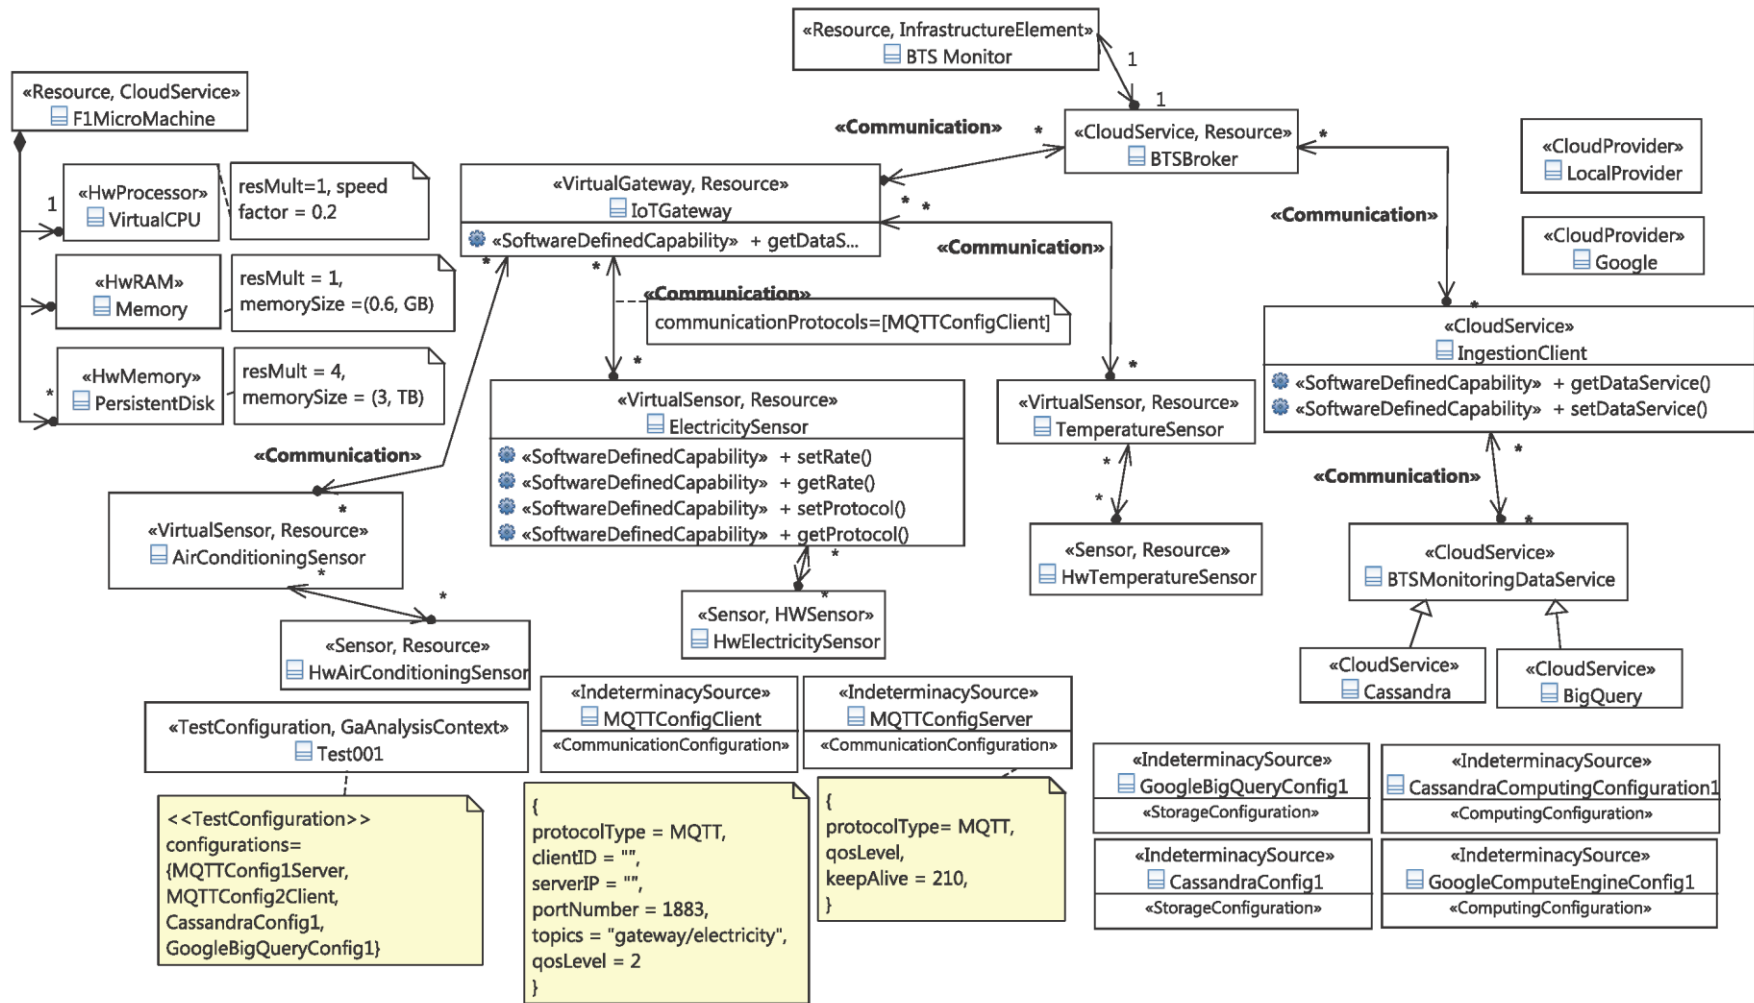 «Resource, InfrastructureElement»
BTS Monitor
1
1
«Resource, CloudService»
F1MicroMachine
«HwProcessor»
VirtualCPU
1
resMult=1, speed
factor = 0.2
«HwRAM»
Memory
resMult = 1,
memorySize =(0.6, GB)
«HwMemory»
PersistentDisk
*
resMult = 4,
memorySize = (3, TB)
«Communication»
*
«CloudService, Resource»
BTSBroker
*
«CloudProvider»
LocalProvider
«CloudProvider»
Google
«VirtualGateway, Resource»
IoTGateway
«SoftwareDefinedCapability» + getDataS...
* *
*
*
«Communication»
«Communication»
«Communication»
communicationProtocols=[MQTTConfigClient]
*
*
*
«CloudService»
IngestionClient
«SoftwareDefinedCapability» + getDataService()
«SoftwareDefinedCapability» + setDataService()
«VirtualSensor, Resource»
ElectricitySensor
«SoftwareDefinedCapability» + setRate()
«SoftwareDefinedCapability» + getRate()
«SoftwareDefinedCapability» + setProtocol()
«SoftwareDefinedCapability» + getProtocol()
«VirtualSensor, Resource»
TemperatureSensor
*
*
*
«Communication»
«Communication»
*
*
«VirtualSensor, Resource»
AirConditioningSensor
*
*
*
*
«Sensor, Resource»
HwTemperatureSensor
«CloudService»
BTSMonitoringDataService
«Sensor, HWSensor»
HwElectricitySensor
«Sensor, Resource»
HwAirConditioningSensor
«CloudService»
Cassandra
«CloudService»
BigQuery
«TestConfiguration, GaAnalysisContext»
Test001
«IndeterminacySource»
MQTTConfigClient
«CommunicationConfiguration»
«IndeterminacySource»
MQTTConfigServer
«CommunicationConfiguration»
«IndeterminacySource»
GoogleBigQueryConfig1
«StorageConfiguration»
«IndeterminacySource»
CassandraComputingConfiguration1
«ComputingConfiguration»
<<TestConfiguration>>
configurations=
{MQTTConfig1Server,
MQTTConfig2Client,
CassandraConfig1,
GoogleBigQueryConfig1}
{
protocolType = MQTT,
clientID = "",
serverIP = "",
portNumber = 1883,
topics = "gateway/electricity",
qosLevel = 2
}
{
protocolType= MQTT,
qosLevel,
keepAlive = 210,
}
«IndeterminacySource»
CassandraConfig1
«StorageConfiguration»
«IndeterminacySource»
GoogleComputeEngineConfig1
«ComputingConfiguration»